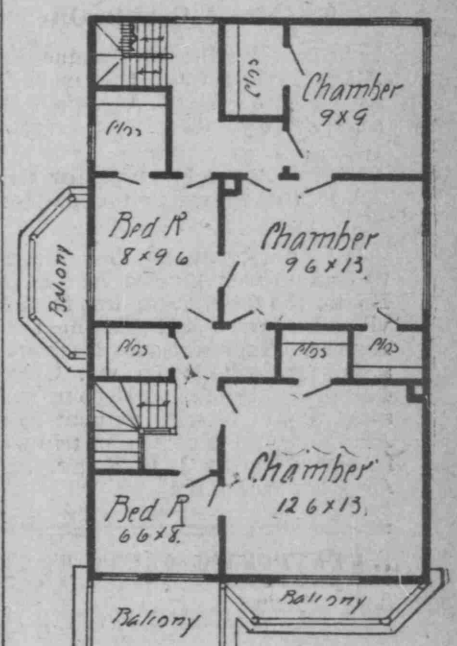 Clos
Clos
Chamber
9 x 9
Bed R
8 x 9 6
Chamber
9 6 x 13
Balcony
Clos
Clos
Clos
Chamber
12 6 x 13
Bed R
6 6 x 8
Balcony
Balcony